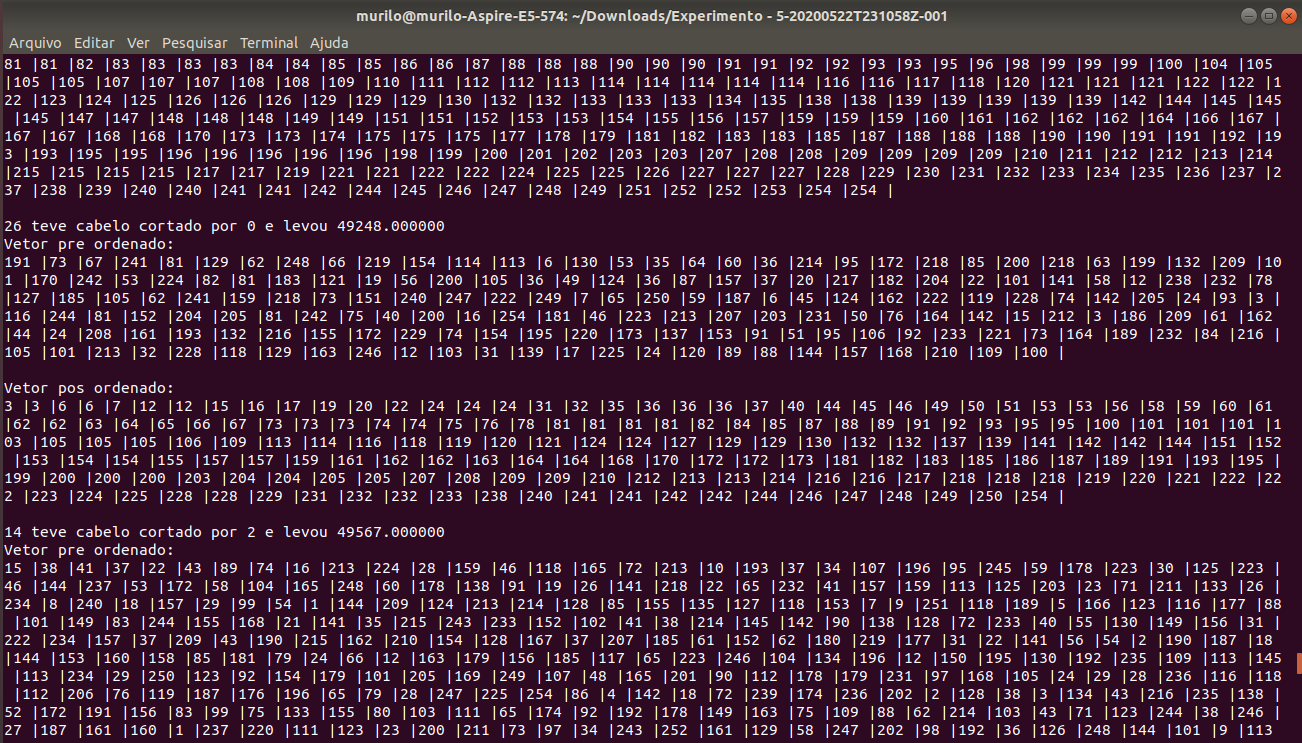 murilo@murilo-Aspire-E5-574: ~/Downloads/Experimento - 5-20200522T231058Z-001
Arquivo Editar Ver Pesquisar Terminal Ajuda
81 |81 |82 |83 |83 |83 |83 |84 |84 |85 |85 |86 |86 |87 |88 |88 |88 |90 |90 |90 |91 |91 |92 |92 |93 |93 |95 |96 |98 |99 |99 |99 |100 |104 |105
|105 |105 |107 |107 |107 |108 |108 |109 |110 |111 |112 |112 |113 |114 |114 |114 |114 |114 |116 |116 |117 |118 |120 |121 |121 |121 |122 |122 |1
22 |123 |124 |125 |126 |126 |126 |129 |129 |129 |130 |132 |132 |133 |133 |133 |134 |135 |138 |138 |139 |139 |139 |139 |139 |142 |144 |145 |145
|145 |147 |147 |148 |148 |148 |149 |149 |151 |151 |152 |153 |153 |154 |155 |156 |157 |159 |159 |159 |160 |161 |162 |162 |162 |164 |166 |167 |
167 |167 |168 |168 |170 |173 |173 |174 |175 |175 |175 |177 |178 |179 |181 |182 |183 |183 |185 |187 |188 |188 |188 |190 |190 |191 |191 |192 |19
3 |193 |195 |195 |196 |196 |196 |196 |196 |198 |199 |200 |201 |202 |203 |203 |207 |208 |208 |209 |209 |209 |209 |210 |211 |212 |212 |213 |214
|215 |215 |215 |215 |217 |217 |219 |221 |221 |222 |222 |224 |225 |225 |226 |227 |227 |227 |228 |229 |230 |231 |232 |233 |234 |235 |236 |237 |2
37 |238 |239 |240 |240 |241 |241 |242 |244 |245 |246 |247 |248 |249 |251 |252 |252 |253 |254 |254 |
26 teve cabelo cortado por 0 e levou 49248.000000
Vetor pre ordenado:
191 |73 |67 |241 |81 |129 |62 |248 |66 |219 |154 |114 |113 |6 |130 |53 |35 |64 |60 |36 |214 |95 |172 |218 |85 |200 |218 |63 |199 |132 |209 |10
1 |170 |242 |53 |224 |82 |81 |183 |121 |19 |56 |200 |105 |36 |49 |124 |36 |87 |157 |37 |20 |217 |182 |204 |22 |101 |141 |58 |12 |238 |232 |78
|127 |185 |105 |62 |241 |159 |218 |73 |151 |240 |247 |222 |249 |7 |65 |250 |59 |187 |6 |45 |124 |162 |222 |119 |228 |74 |142 |205 |24 |93 |3 |
116 |244 |81 |152 |204 |205 |81 |242 |75 |40 |200 |16 |254 |181 |46 |223 |213 |207 |203 |231 |50 |76 |164 |142 |15 |212 |3 |186 |209 |61 |162
|44 |24 |208 |161 |193 |132 |216 |155 |172 |229 |74 |154 |195 |220 |173 |137 |153 |91 |51 |95 |106 |92 |233 |221 |73 |164 |189 |232 |84 |216 |
105 |101 |213 |32 |228 |118 |129 |163 |246 |12 |103 |31 |139 |17 |225 |24 |120 |89 |88 |144 |157 |168 |210 |109 |100 |
Vetor pos ordenado:
3 |3 |6 |6 |7 |12 |12 |15 |16 |17 |19 |20 |22 |24 |24 |24 |31 |32 |35 |36 |36 |36 |37 |40 |44 |45 |46 |49 |50 |51 |53 |53 |56 |58 |59 |60 |61
|62 |62 |63 |64 |65 |66 |67 |73 |73 |73 |74 |74 |75 |76 |78 |81 |81 |81 |81 |82 |84 |85 |87 |88 |89 |91 |92 |93 |95 |95 |100 |101 |101 |101 |1
03 |105 |105 |105 |106 |109 |113 |114 |116 |118 |119 |120 |121 |124 |124 |127 |129 |129 |130 |132 |132 |137 |139 |141 |142 |142 |144 |151 |152
|153 |154 |154 |155 |157 |157 |159 |161 |162 |162 |163 |164 |164 |168 |170 |172 |172 |173 |181 |182 |183 |185 |186 |187 |189 |191 |193 |195 |
199 |200 |200 |200 |203 |204 |204 |205 |205 |207 |208 |209 |209 |210 |212 |213 |213 |214 |216 |216 |217 |218 |218 |218 |219 |220 |221 |222 |22
2 |223 |224 |225 |228 |228 |229 |231 |232 |232 |233 |238 |240 |241 |241 |242 |242 |244 |246 |247 |248 |249 |250 |254 |
14 teve cabelo cortado por 2 e levou 49567.000000
Vetor pre ordenado:
15 |38 |41 |37 |22 |43 |89 |74 |16 |213 |224 |28 |159 |46 |118 |165 |72 |213 |10 |193 |37 |34 |107 |196 |95 |245 |59 |178 |223 |30 |125 |223 |
46 |144 |237 |53 |172 |58 |104 |165 |248 |60 |178 |138 |91 |19 |26 |141 |218 |22 |65 |232 |41 |157 |159 |113 |125 |203 |23 |71 |211 |133 |26 |
234 |8 |240 |18 |157 |29 |99 |54 |1 |144 |209 |124 |213 |214 |128 |85 |155 |135 |127 |118 |153 |7 |9 |251 |118 |189 |5 |166 |123 |116 |177 |88
|101 |149 |83 |244 |155 |168 |21 |141 |35 |215 |243 |233 |152 |102 |41 |38 |214 |145 |142 |90 |138 |128 |72 |233 |40 |55 |130 |149 |156 |31 |
222 |234 |157 |37 |209 |43 |190 |215 |162 |210 |154 |128 |167 |37 |207 |185 |61 |152 |62 |180 |219 |177 |31 |22 |141 |56 |54 |2 |190 |187 |18
|144 |153 |160 |158 |85 |181 |79 |24 |66 |12 |163 |179 |156 |185 |117 |65 |223 |246 |104 |134 |196 |12 |150 |195 |130 |192 |235 |109 |113 |145
|113 |234 |29 |250 |123 |92 |154 |179 |101 |205 |169 |249 |107 |48 |165 |201 |90 |112 |178 |179 |231 |97 |168 |105 |24 |29 |28 |236 |116 |118
|112 |206 |76 |119 |187 |176 |196 |65 |79 |28 |247 |225 |254 |86 |4 |142 |18 |72 |239 |174 |236 |202 |2 |128 |38 |3 |134 |43 |216 |235 |138 |
52 |172 |191 |156 |83 |99 |75 |133 |155 |80 |103 |111 |65 |174 |92 |192 |178 |149 |163 |75 |109 |88 |62 |214 |103 |43 |71 |123 |244 |38 |246 |
27 |187 |161 |160 |1 |237 |220 |111 |123 |23 |200 |211 |73 |97 |34 |243 |252 |161 |129 |58 |247 |202 |98 |192 |36 |126 |248 |144 |101 |9 |113